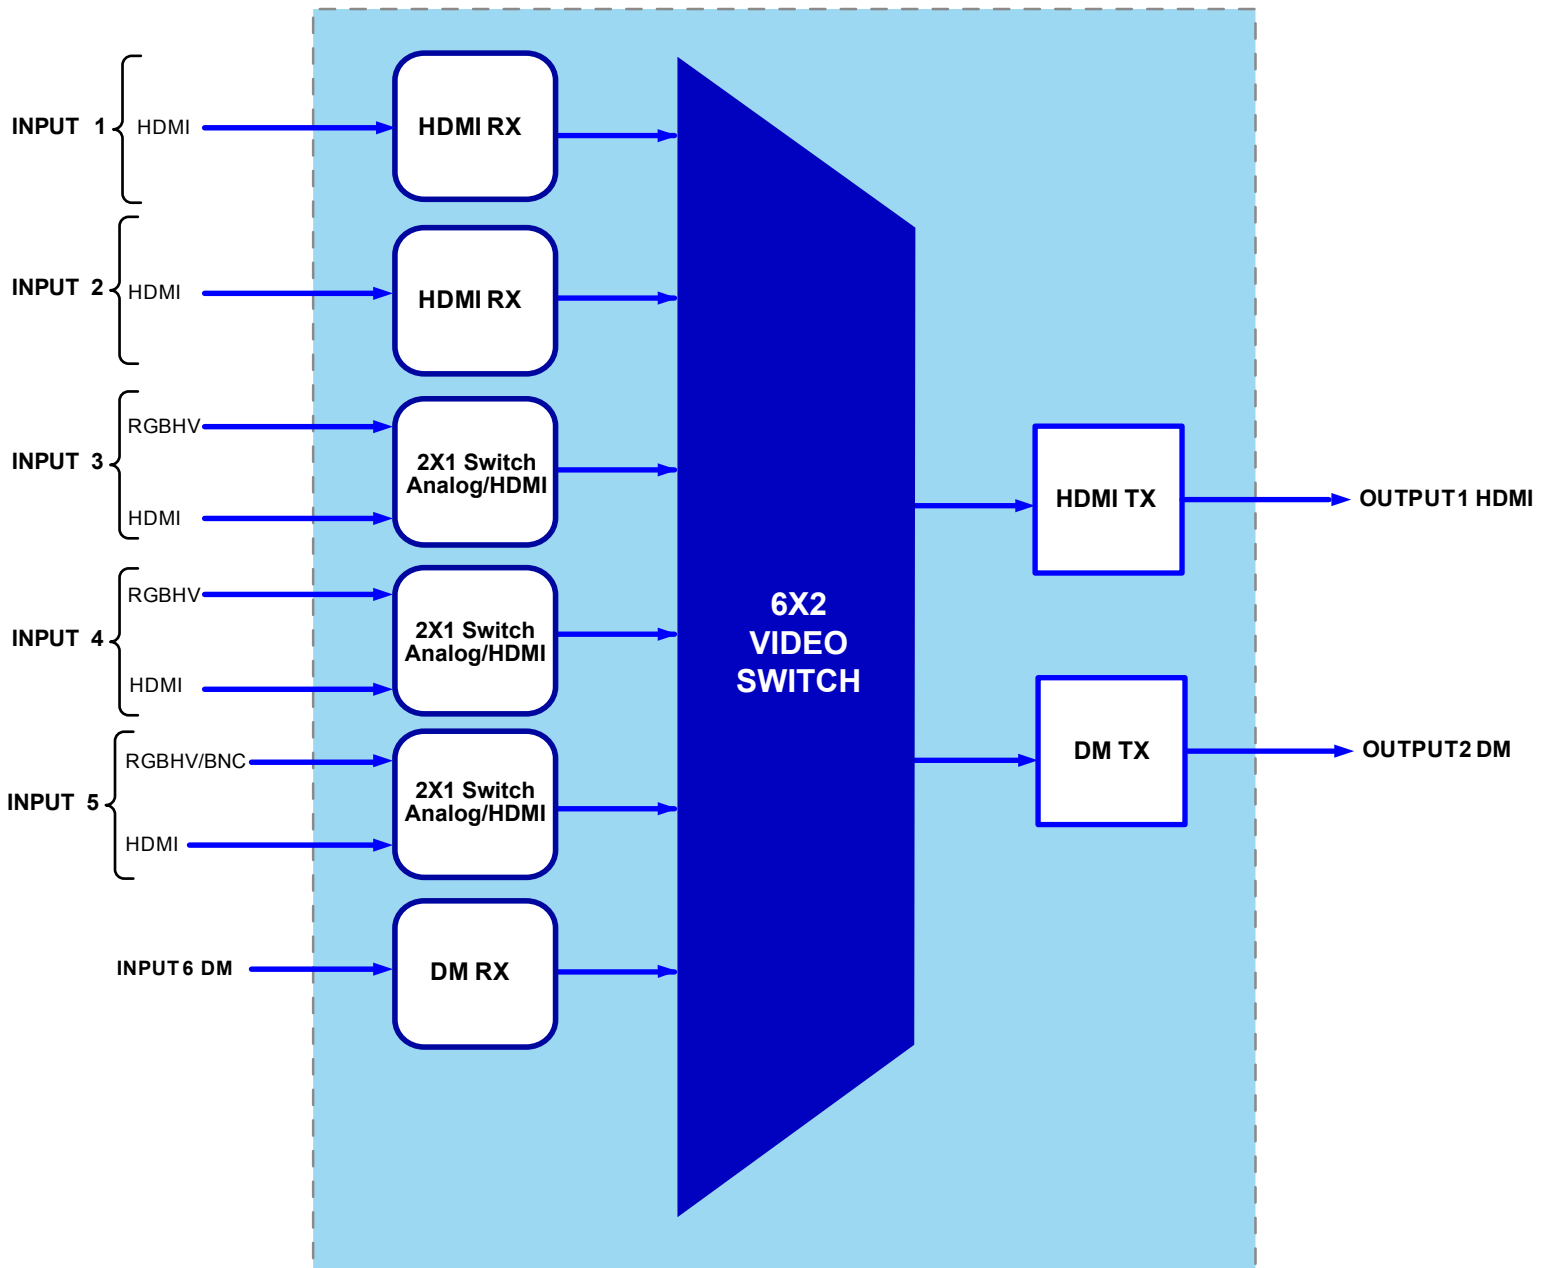 INPUT 1
HDMI
HDMI RX
INPUT 2
HDMI
HDMI RX
INPUT 3
RGBHV
HDMI
2X1 Switch
Analog/HDMI
INPUT 4
RGBHV
HDMI
2X1 Switch
Analog/HDMI
INPUT 5
RGBHV/BNC
HDMI
2X1 Switch
Analog/HDMI
INPUT 6 DM
DM RX
6X2
VIDEO
SWITCH
HDMI TX
OUTPUT1 HDMI
DM TX
OUTPUT2 DM